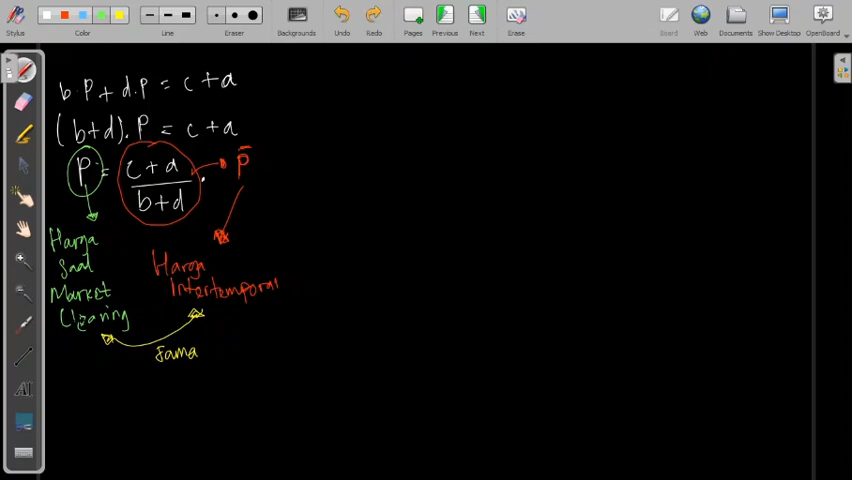 Stylus
Color
Line
Eraser
Backgrounds
Undo
Redo
Pages
Previous
Next
Erase
Board
Web
Documents
Show Desktop
OpenBoard
b.P + d.P = c + a
(b+d).P = c + a
P = c + a / b + d . P̄
Harga
Saat
Market
Clearing
Harga
Intertemporal
Sama